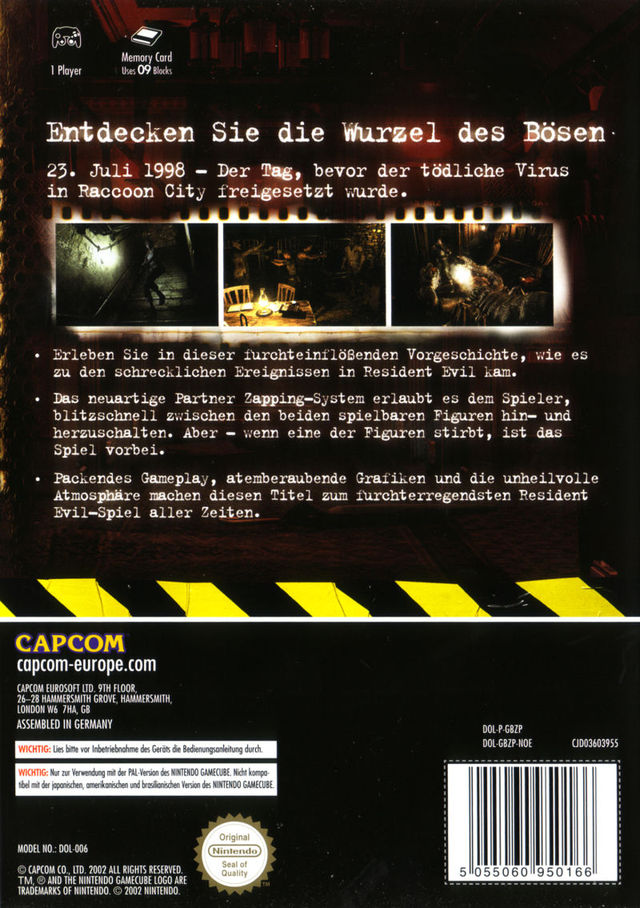 1 Player
Memory Card
Uses 09 Blocks
Entdecken Sie die Wurzel des Bösen
23. Juli 1998 – Der Tag, bevor der tödliche Virus
in Raccoon City freigesetzt wurde.
• Erleben Sie in dieser furchteinflößenden Vorgeschichte, wie es
zu den schrecklichen Ereignissen in Resident Evil kam.
• Das neuartige Partner Zapping-System erlaubt es dem Spieler,
blitzschnell zwischen den beiden spielbaren Figuren hin- und
herzuschalten. Aber – wenn eine der Figuren stirbt, ist das
Spiel vorbei.
• Packendes Gameplay, atemberaubende Grafiken und die unheilvolle
Atmosphäre machen diesen Titel zum furchterregendsten Resident
Evil-Spiel aller Zeiten.
CAPCOM
capcom-europe.com
CAPCOM EUROSOFT LTD. 9TH FLOOR,
26-28 HAMMERSMITH GROVE, HAMMERSMITH,
LONDON W6 7HA, GB
ASSEMBLED IN GERMANY
WICHTIG: Lies bitte vor Inbetriebnahme des Geräts die Bedienungsanleitung durch.
WICHTIG: Nur zur Verwendung mit der PAL-Version des NINTENDO GAMECUBE. Nicht kompa-
tibel mit der japanischen, amerikanischen und brasilianischen Version des NINTENDO GAMECUBE.
MODEL NO.: DOL-006
© CAPCOM CO., LTD. 2002 ALL RIGHTS RESERVED.
TM, ® AND THE NINTENDO GAMECUBE LOGO ARE
TRADEMARKS OF NINTENDO. © 2002 NINTENDO.
Original
Nintendo
Seal of
Quality
TM
DOL-P-GBZP
DOL-GBZP-NOE CJD03603955
5 055060 950166